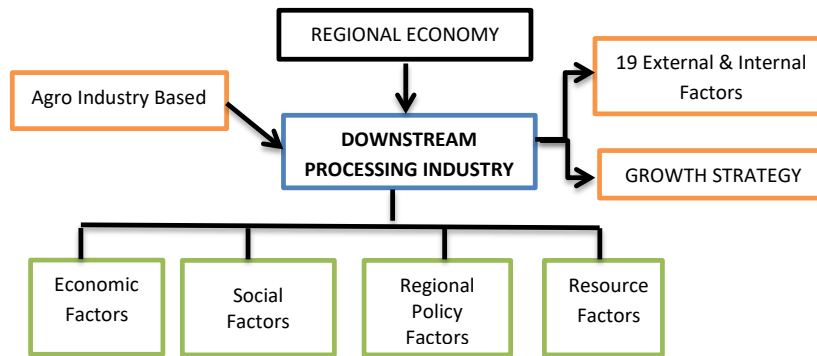 REGIONAL ECONOMY
19 External & Internal
Factors
Agro Industry Based
DOWNSTREAM
PROCESSING INDUSTRY
GROWTH STRATEGY
Economic
Factors
Social
Factors
Regional
Policy
Factors
Resource
Factors